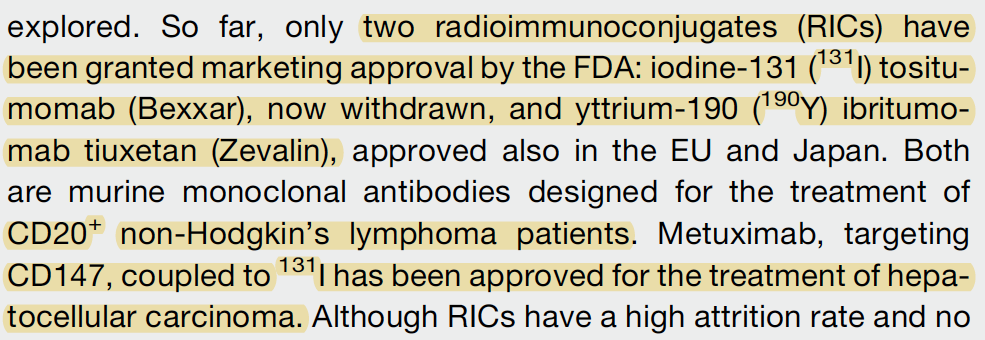 explored. So far, only two radioimmunoconjugates (RICs) have
been granted marketing approval by the FDA: iodine-131 (¹³¹I) tositu-
momab (Bexxar), now withdrawn, and yttrium-190 (¹⁹⁰Y) ibritumo-
mab tiuxetan (Zevalin), approved also in the EU and Japan. Both
are murine monoclonal antibodies designed for the treatment of
CD20⁺ non-Hodgkin’s lymphoma patients. Metuximab, targeting
CD147, coupled to ¹³¹I has been approved for the treatment of hepa-
tocellular carcinoma. Although RICs have a high attrition rate and no